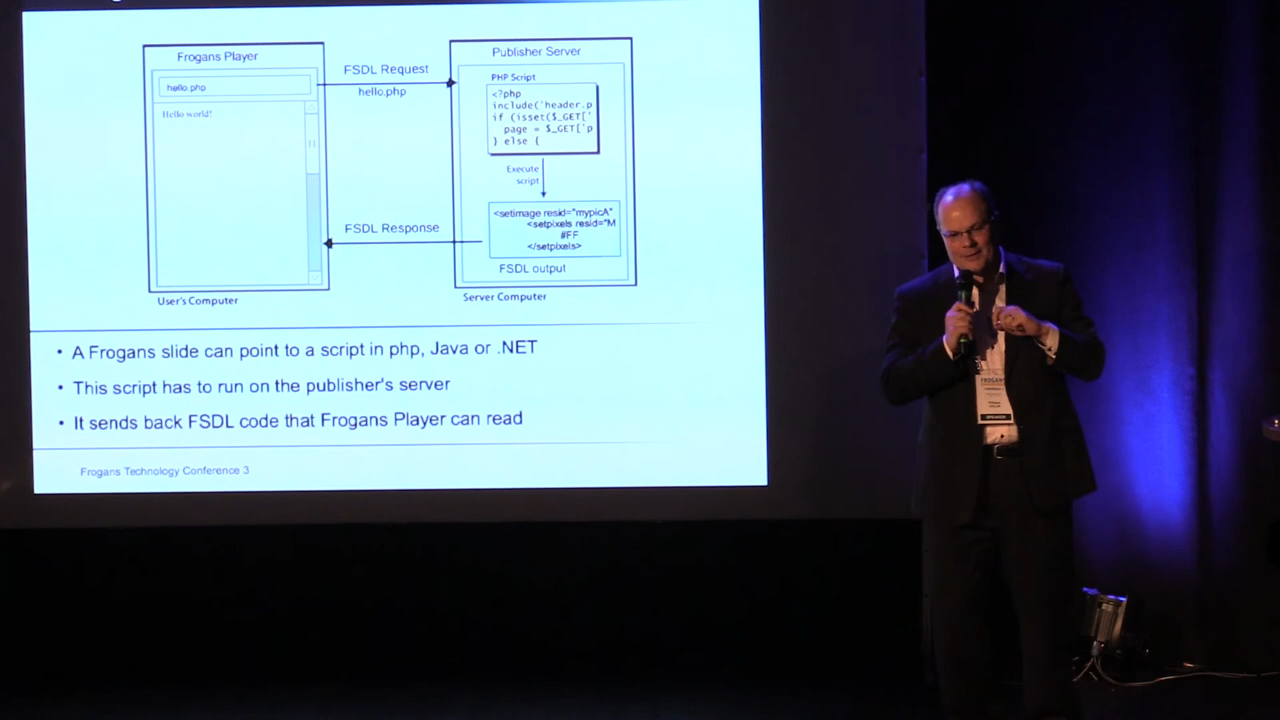 Frogans Player
hello.php
Hello world!
User's Computer
FSDL Request
hello.php
FSDL Response
Publisher Server
PHP Script
<?php
include('header.p
if (isset($_GET['
page = $_GET['p
} else {
Execute
script
<setimage resid="mypicA"
<setpixels resid="M
#FF
</setpixels>
FSDL output
Server Computer
• A Frogans slide can point to a script in php, Java or .NET
• This script has to run on the publisher's server
• It sends back FSDL code that Frogans Player can read
Frogans Technology Conference 3
FROGANS
SPEAKER